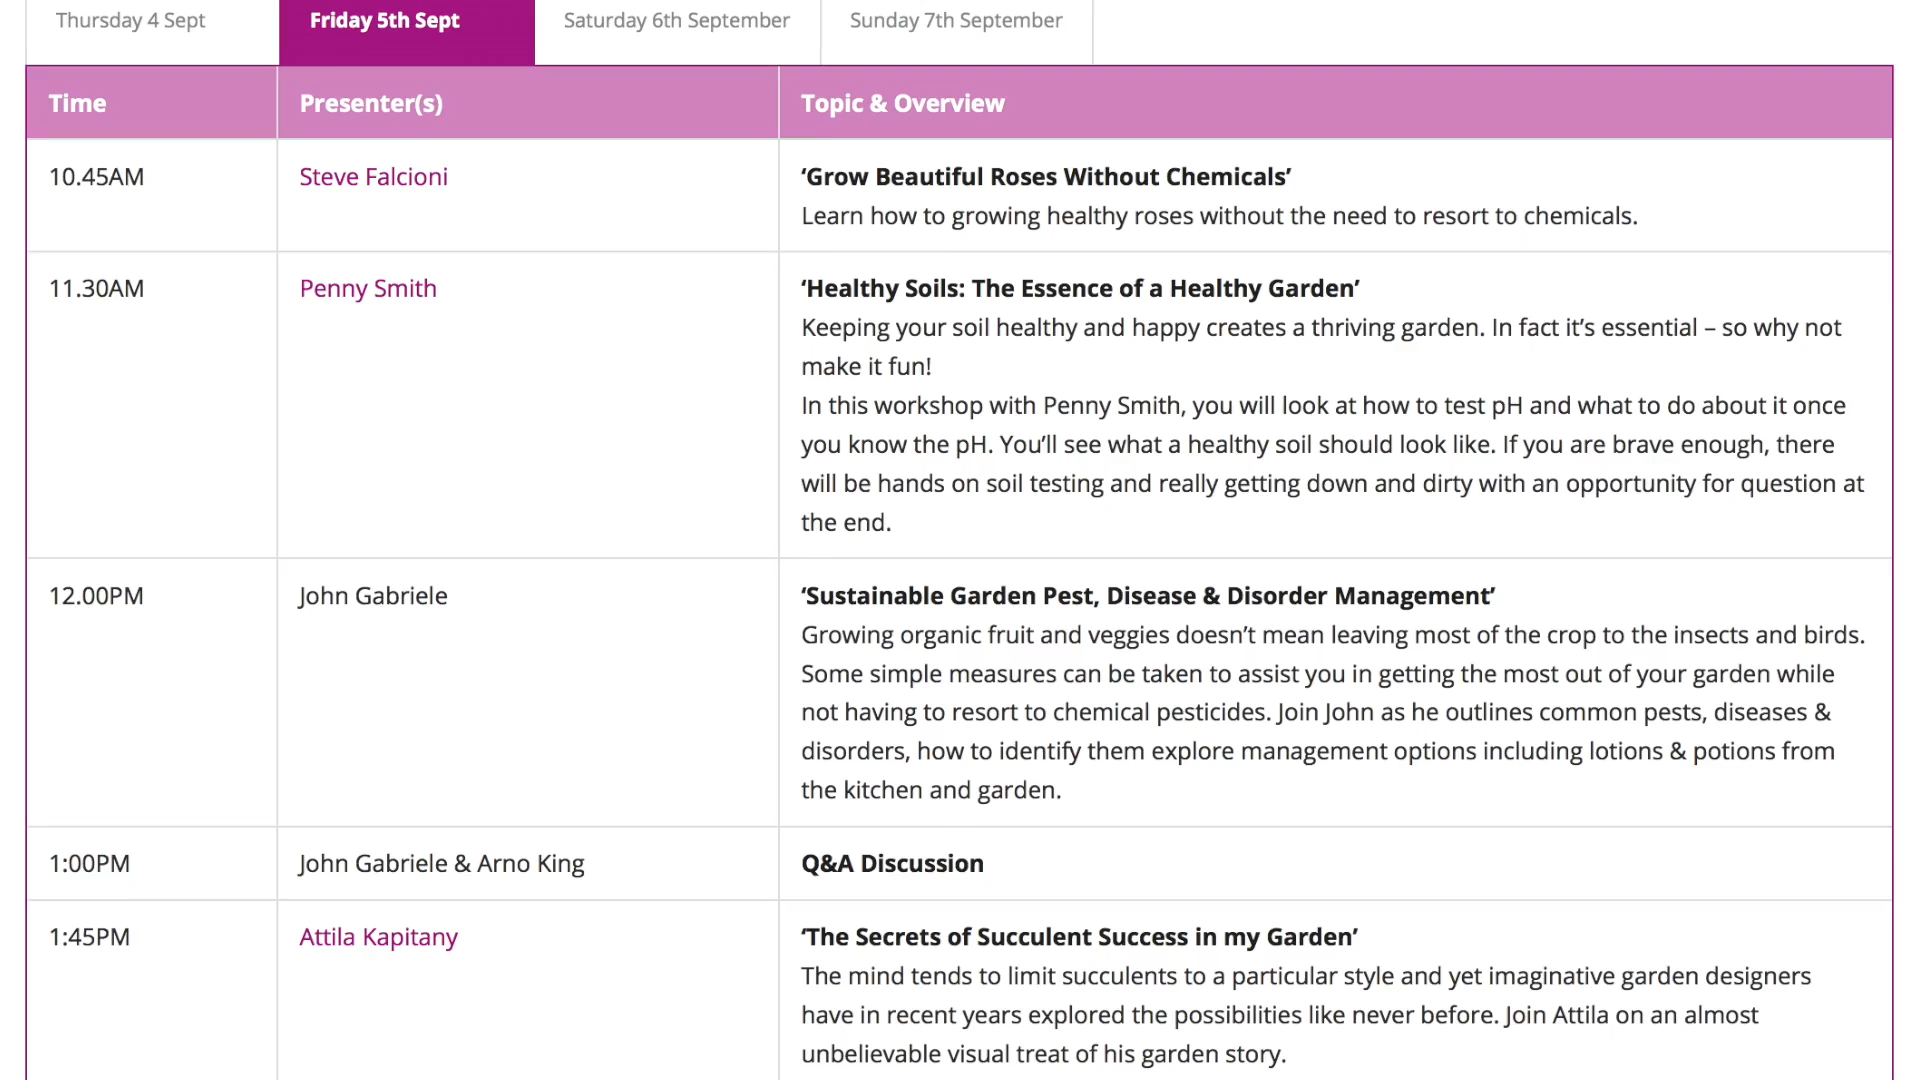 Thursday 4 Sept
Friday 5th Sept
Saturday 6th September
Sunday 7th September
Time
Presenter(s)
Topic & Overview
10.45AM
Steve Falcioni
‘Grow Beautiful Roses Without Chemicals’
Learn how to growing healthy roses without the need to resort to chemicals.
11.30AM
Penny Smith
‘Healthy Soils: The Essence of a Healthy Garden’
Keeping your soil healthy and happy creates a thriving garden. In fact it’s essential – so why not
make it fun!
In this workshop with Penny Smith, you will look at how to test pH and what to do about it once
you know the pH. You’ll see what a healthy soil should look like. If you are brave enough, there
will be hands on soil testing and really getting down and dirty with an opportunity for question at
the end.
12.00PM
John Gabriele
‘Sustainable Garden Pest, Disease & Disorder Management’
Growing organic fruit and veggies doesn’t mean leaving most of the crop to the insects and birds.
Some simple measures can be taken to assist you in getting the most out of your garden while
not having to resort to chemical pesticides. Join John as he outlines common pests, diseases &
disorders, how to identify them explore management options including lotions & potions from
the kitchen and garden.
1:00PM
John Gabriele & Arno King
Q&A Discussion
1:45PM
Attila Kapitany
‘The Secrets of Succulent Success in my Garden’
The mind tends to limit succulents to a particular style and yet imaginative garden designers
have in recent years explored the possibilities like never before. Join Attila on an almost
unbelievable visual treat of his garden story.